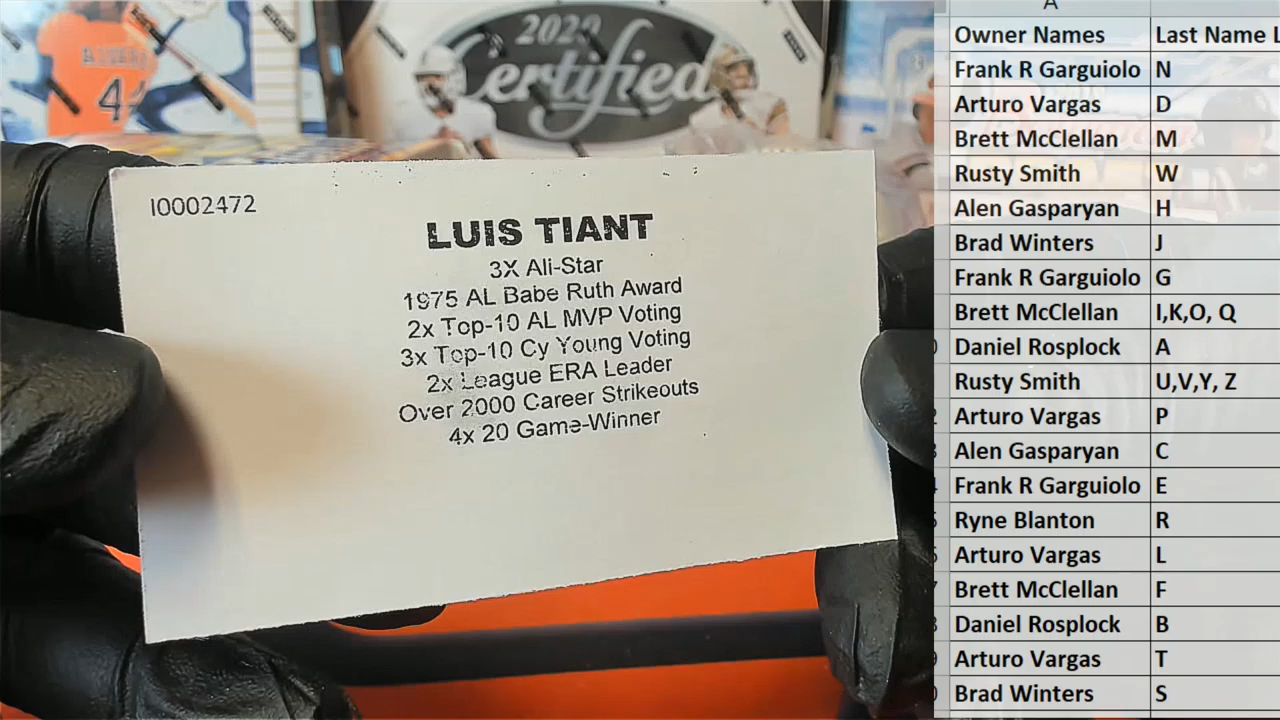 2020
Certified
44
I0002472
LUIS TIANT
3X All-Star
1975 AL Babe Ruth Award
2x Top-10 AL MVP Voting
3x Top-10 Cy Young Voting
2x League ERA Leader
Over 2000 Career Strikeouts
4x 20 Game-Winner
A
Owner Names Last Name L
Frank R Garguiolo N
Arturo Vargas D
Brett McClellan M
Rusty Smith W
Alen Gasparyan H
Brad Winters J
Frank R Garguiolo G
Brett McClellan I,K,O, Q
Daniel Rosplock A
Rusty Smith U,V,Y, Z
Arturo Vargas P
Alen Gasparyan C
Frank R Garguiolo E
Ryne Blanton R
Arturo Vargas L
Brett McClellan F
Daniel Rosplock B
Arturo Vargas T
Brad Winters S